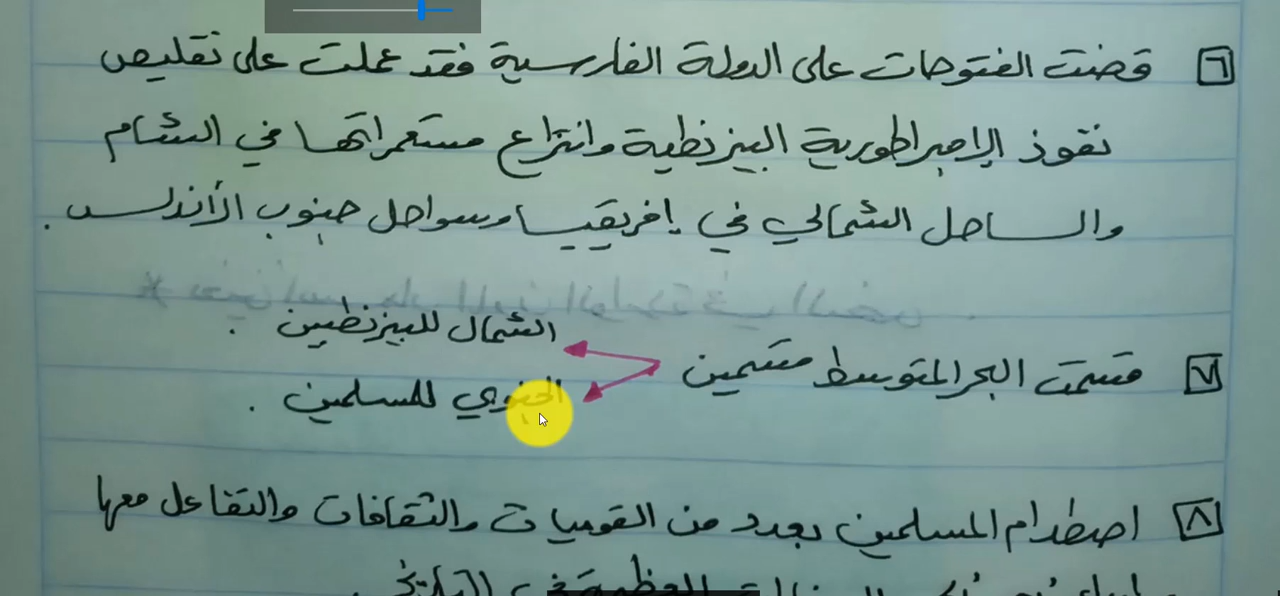 ٦ قضت الفتوحات على الدولة الفارسية فقد عملت على تقليص
نفوذ الإمبراطورية البيزنطية وانتزاع مستعمراتها في الشام
والساحل الشمالي في إفريقيا وسواحل جنوب الأندلس .
٧ قسمت البحر المتوسط قسمين
الشمال للبيزنطيين .
الجنوبي للمسلمين .
٨ اصطدام المسلمين بعدد من القوميات والثقافات والتفاعل معها
في التاريخ .